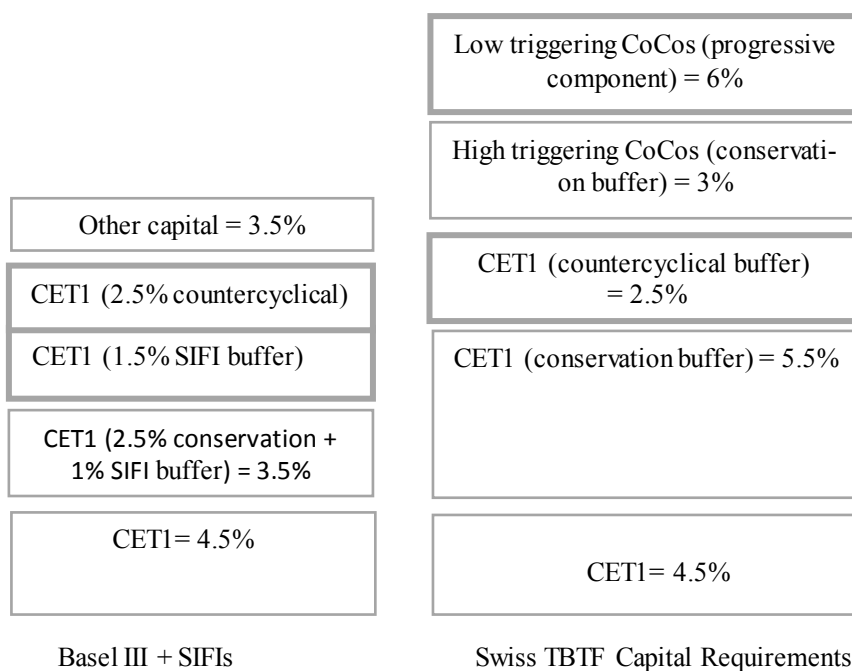 Low triggering CoCos (progressive
component) = 6%
High triggering CoCos (conservati-
on buffer) = 3%
Other capital = 3.5%
CET1 (2.5% countercyclical)
CET1 (1.5% SIFI buffer)
CET1 (2.5% conservation +
1% SIFI buffer) = 3.5%
CET1= 4.5%
Basel III + SIFIs
CET1 (countercyclical buffer)
= 2.5%
CET1 (conservation buffer) = 5.5%
CET1= 4.5%
Swiss TBTF Capital Requirements